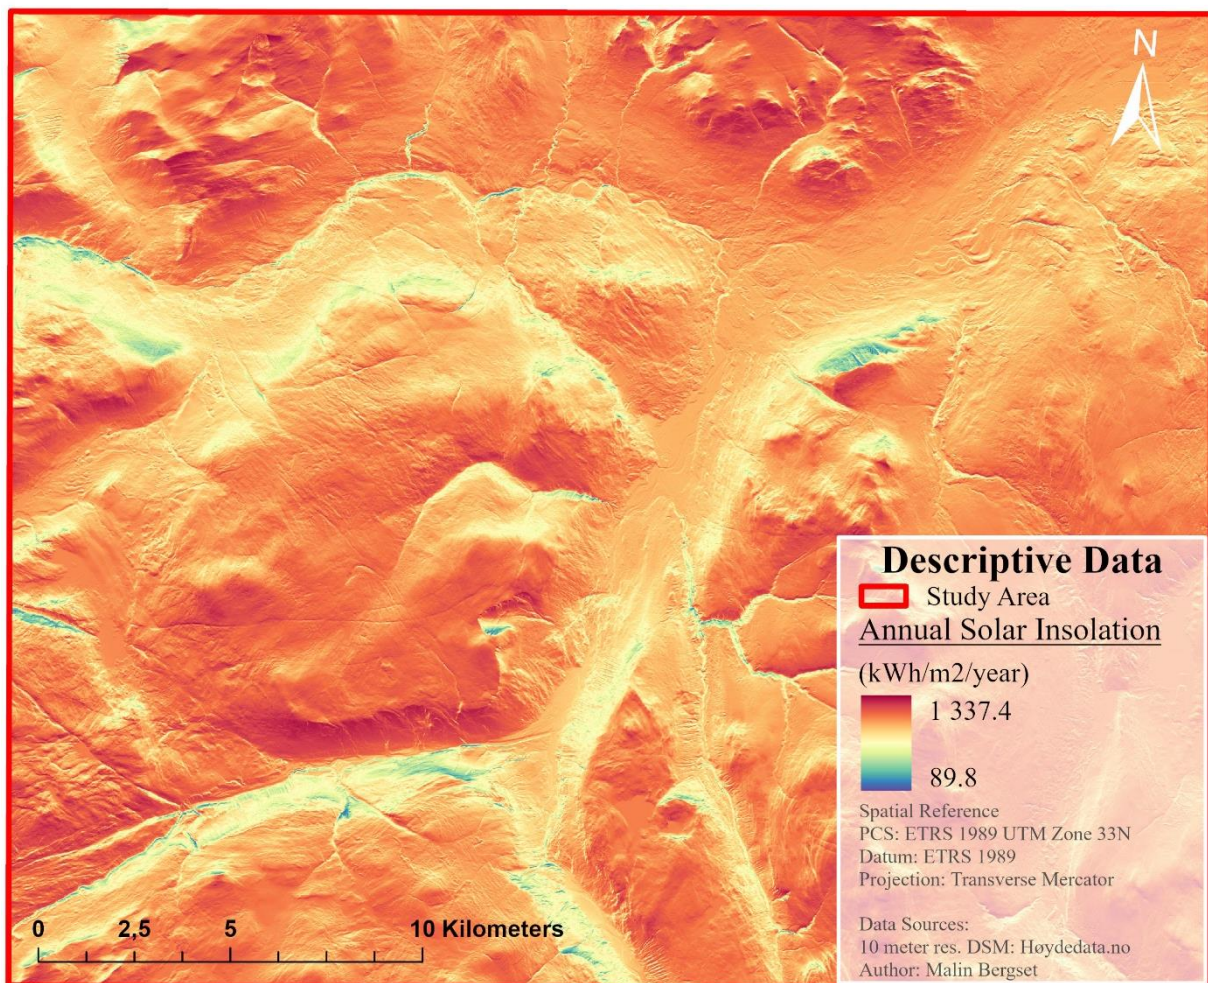 N
Descriptive Data
Study Area
Annual Solar Insolation
(kWh/m2/year)
1 337.4
89.8
Spatial Reference
PCS: ETRS 1989 UTM Zone 33N
Datum: ETRS 1989
Projection: Transverse Mercator
Data Sources:
10 meter res. DSM: Høydedata.no
Author: Malin Bergset
0 2,5 5 10 Kilometers